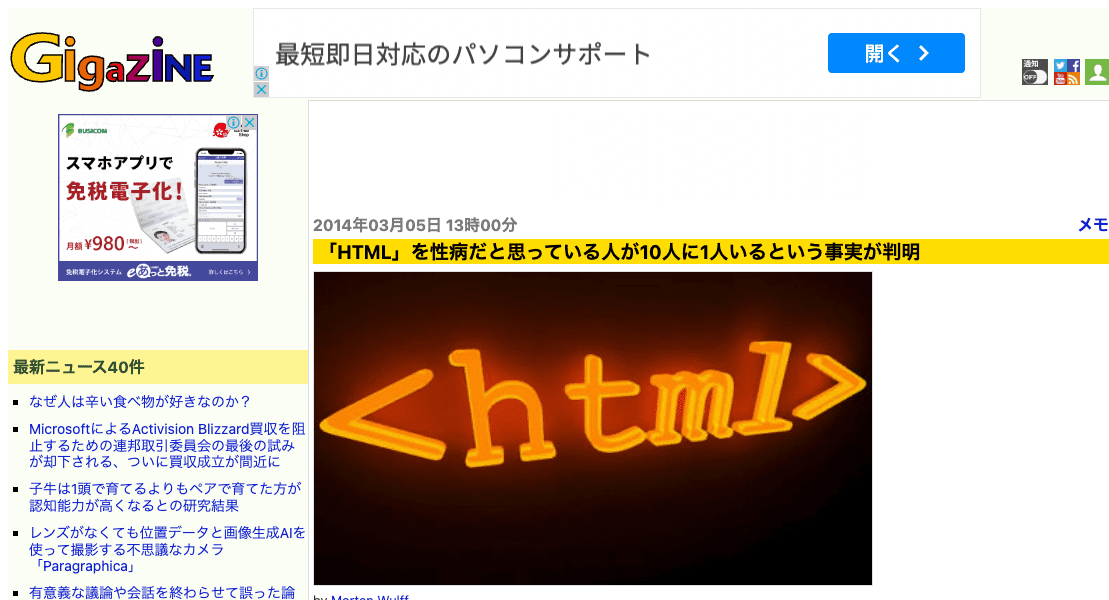 GigaZiNE
最短即日対応のパソコンサポート
開く
通知
OFF
BUSICOM
スマホアプリで
免税電子化!
月額¥980～
(税別)
免税電子化システム eあっと免税 詳しくはこちら
2014年03月05日 13時00分
メモ
「HTML」を性病だと思っている人が10人に1人いるという事実が判明
<html>
最新ニュース40件
なぜ人は辛い食べ物が好きなのか？
MicrosoftによるActivision Blizzard買収を阻
止するための連邦取引委員会の最後の試み
が却下される、ついに買収成立が間近に
子牛は1頭で育てるよりもペアで育てた方が
認知能力が高くなるとの研究結果
レンズがなくても位置データと画像生成AIを
使って撮影する不思議なカメラ
「Paragraphica」
有意義な議論や会話を終わらせて誤った論
by Morten Wulff